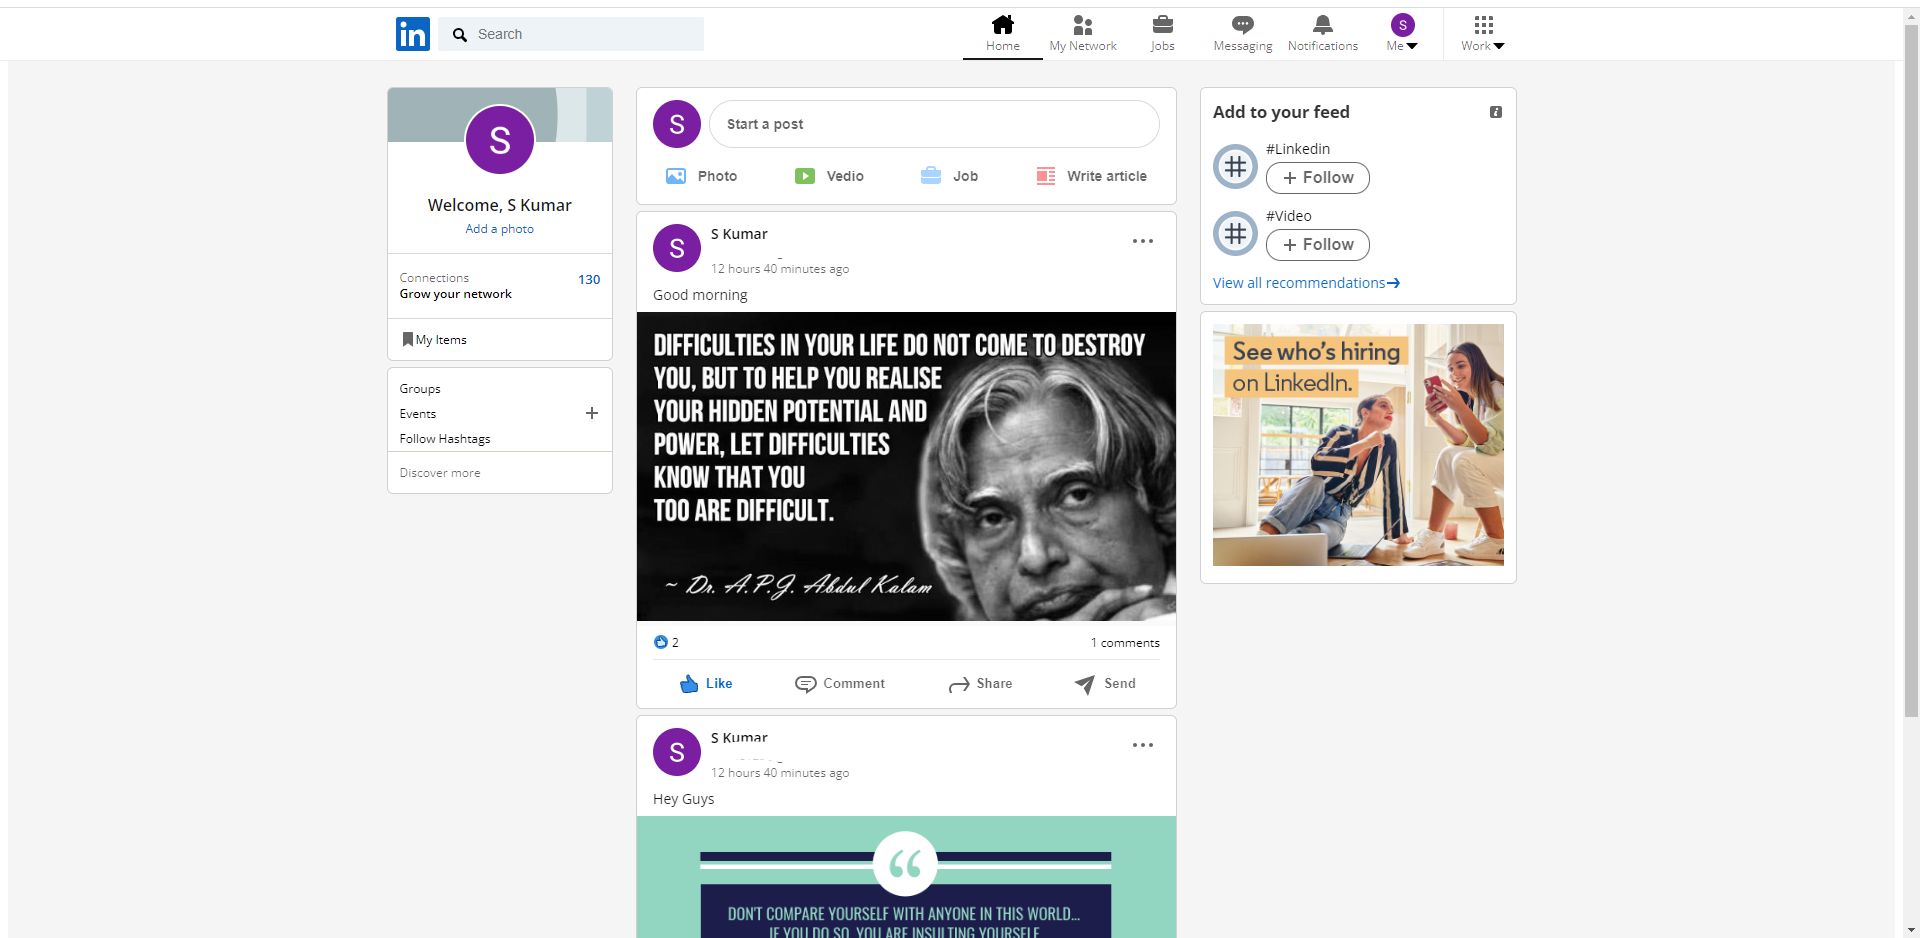 in
Search
Home
My Network
Jobs
Messaging
Notifications
S
Me
Work
S
Welcome, S Kumar
Add a photo
Connections
130
Grow your network
My Items
Groups
Events
Follow Hashtags
Discover more
S
Start a post
Photo
Vedio
Job
Write article
S
S Kumar
12 hours 40 minutes ago
Good morning
DIFFICULTIES IN YOUR LIFE DO NOT COME TO DESTROY
YOU, BUT TO HELP YOU REALISE
YOUR HIDDEN POTENTIAL AND
POWER, LET DIFFICULTIES
KNOW THAT YOU
TOO ARE DIFFICULT.
~ Dr. A.P.J. Abdul Kalam
2
1 comments
Like
Comment
Share
Send
S
S Kumar
12 hours 40 minutes ago
Hey Guys
“
DON'T COMPARE YOURSELF WITH ANYONE IN THIS WORLD...
IF YOU DO SO, YOU ARE INSULTING YOURSELF
Add to your feed
#Linkedin
+ Follow
#Video
+ Follow
View all recommendations
See who's hiring
on LinkedIn.